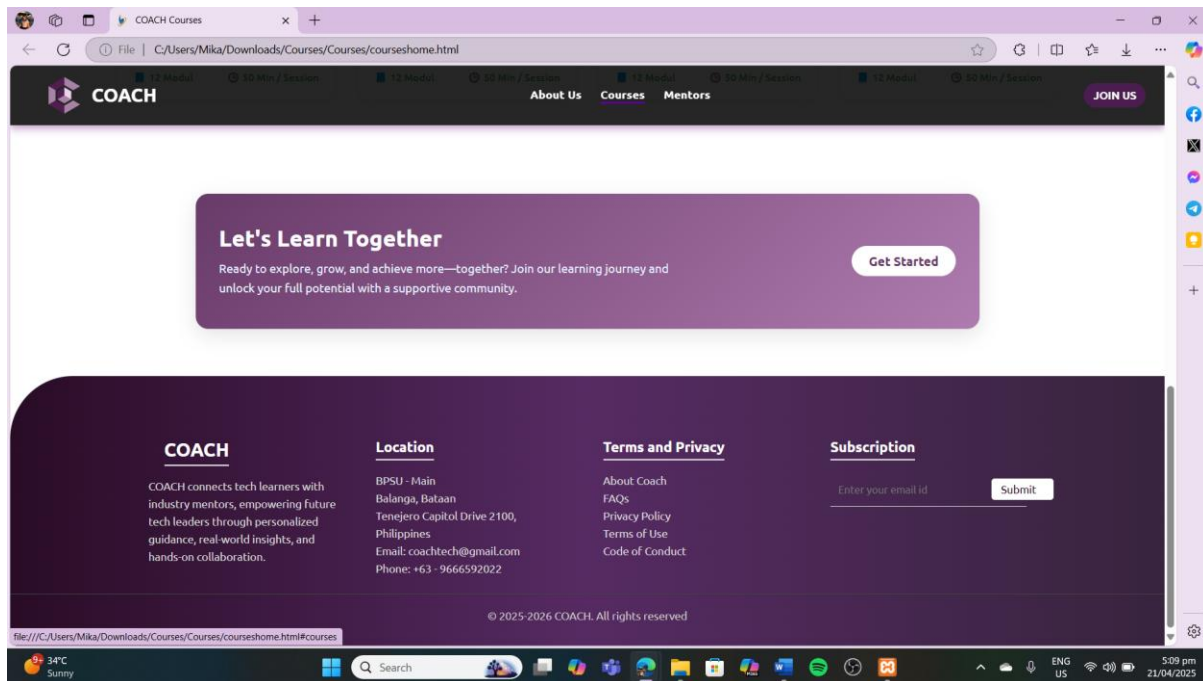 COACH Courses
File | C:/Users/Mika/Downloads/Courses/Courses/courseshome.html
12 Modul 50 Min / Session 12 Modul 50 Min / Session 12 Modul 50 Min / Session 12 Modul 50 Min / Session
COACH About Us Courses Mentors JOIN US
Let's Learn Together
Ready to explore, grow, and achieve more—together? Join our learning journey and
unlock your full potential with a supportive community.
Get Started
COACH
COACH connects tech learners with
industry mentors, empowering future
tech leaders through personalized
guidance, real-world insights, and
hands-on collaboration.
Location
BPSU - Main
Balanga, Bataan
Tenejero Capitol Drive 2100,
Philippines
Email: coachtech@gmail.com
Phone: +63 - 9666592022
Terms and Privacy
About Coach
FAQs
Privacy Policy
Terms of Use
Code of Conduct
Subscription
Enter your email id Submit
© 2025-2026 COACH. All rights reserved
file:///C:/Users/Mika/Downloads/Courses/Courses/courseshome.html#courses
9+
34°C
Sunny
Search
ENG
US
5:09 pm
21/04/2025